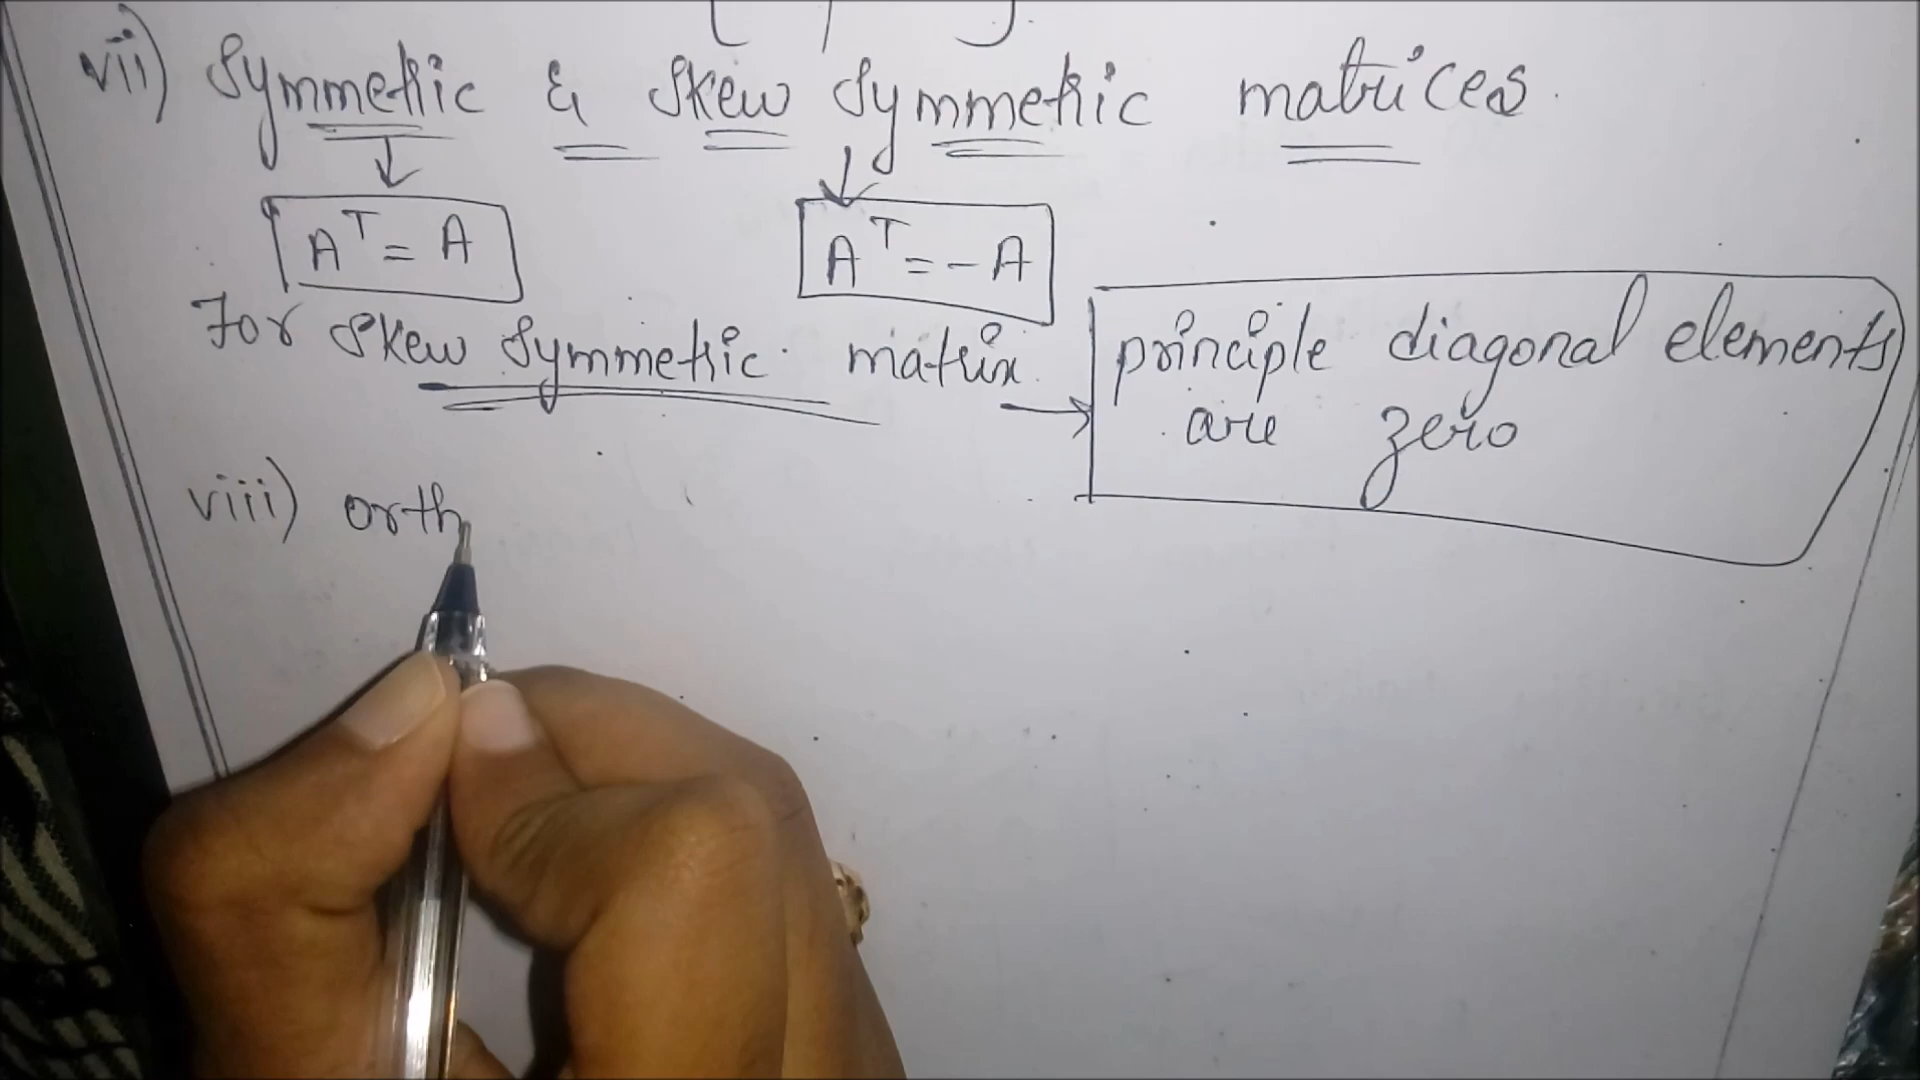 vii) Symmetric & Skew Symmetric matrices.
A^T = A
A^T = - A
For Skew Symmetric matrix → principle diagonal elements
are zero
viii) orth